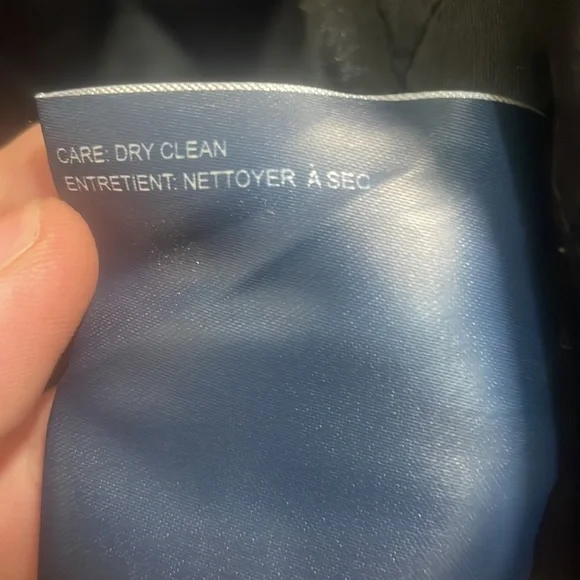 CARE: DRY CLEAN
ENTRETIENT: NETTOYER À SEC